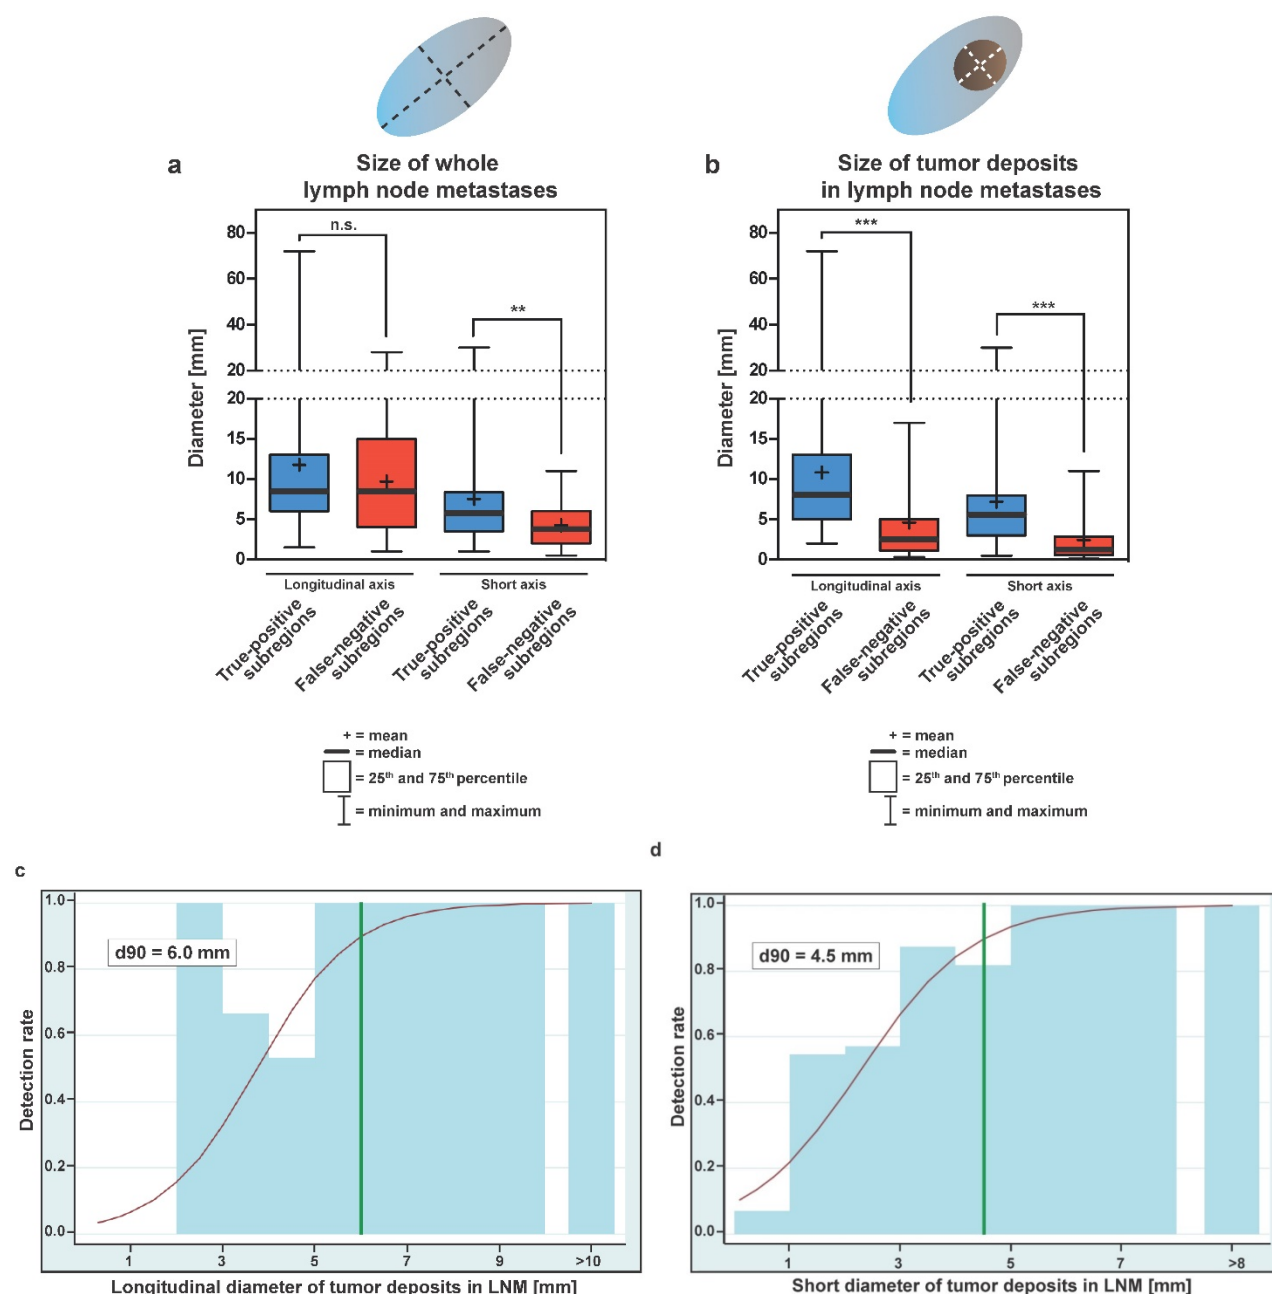 a
Size of whole
lymph node metastases
n.s.
**
80
60
40
20
20
15
10
5
0
Diameter [mm]
Longitudinal axis
Short axis
True-positive
subregions
False-negative
subregions
True-positive
subregions
False-negative
subregions
+ = mean
= median
= 25th and 75th percentile
= minimum and maximum
b
Size of tumor deposits
in lymph node metastases
***
***
80
60
40
20
20
15
10
5
0
Diameter [mm]
Longitudinal axis
Short axis
True-positive
subregions
False-negative
subregions
True-positive
subregions
False-negative
subregions
+ = mean
= median
= 25th and 75th percentile
= minimum and maximum
c
1.0
0.8
0.6
0.4
0.2
0.0
Detection rate
d90 = 6.0 mm
1 3 5 7 9 >10
Longitudinal diameter of tumor deposits in LNM [mm]
d
1.0
0.8
0.6
0.4
0.2
0.0
Detection rate
d90 = 4.5 mm
1 3 5 7 >8
Short diameter of tumor deposits in LNM [mm]